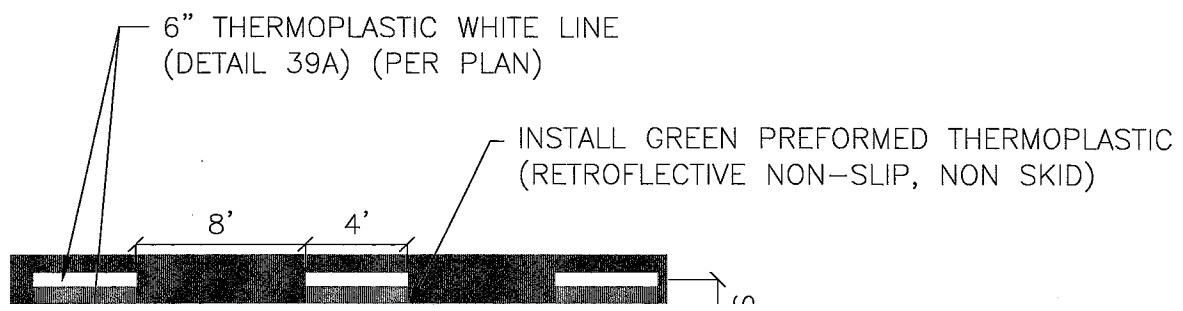 6" THERMOPLASTIC WHITE LINE
(DETAIL 39A) (PER PLAN)
INSTALL GREEN PREFORMED THERMOPLASTIC
(RETROFLECTIVE NON-SLIP, NON SKID)
8' 4'